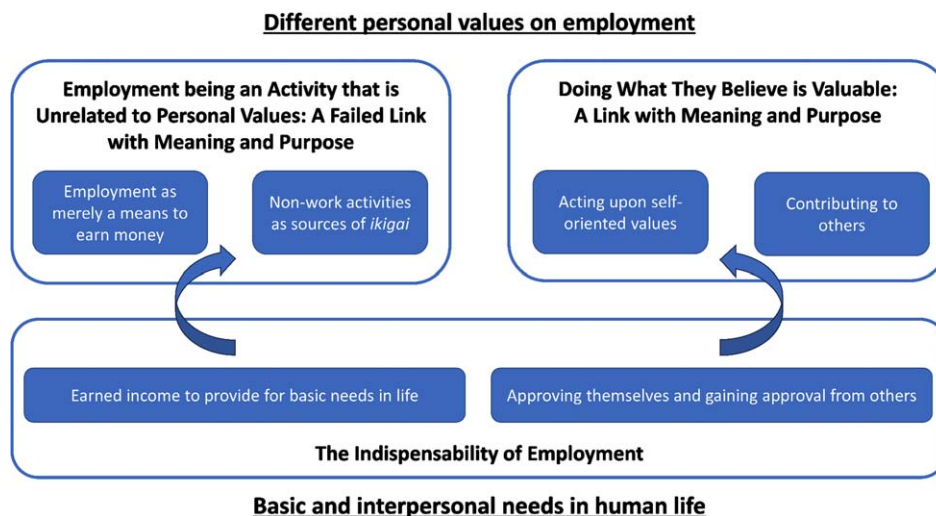 Different personal values on employment
Employment being an Activity that is
Unrelated to Personal Values: A Failed Link
with Meaning and Purpose
Employment as
merely a means to
earn money
Non-work activities
as sources of ikigai
Doing What They Believe is Valuable:
A Link with Meaning and Purpose
Acting upon self-
oriented values
Contributing to
others
Earned income to provide for basic needs in life
Approving themselves and gaining approval from others
The Indispensability of Employment
Basic and interpersonal needs in human life